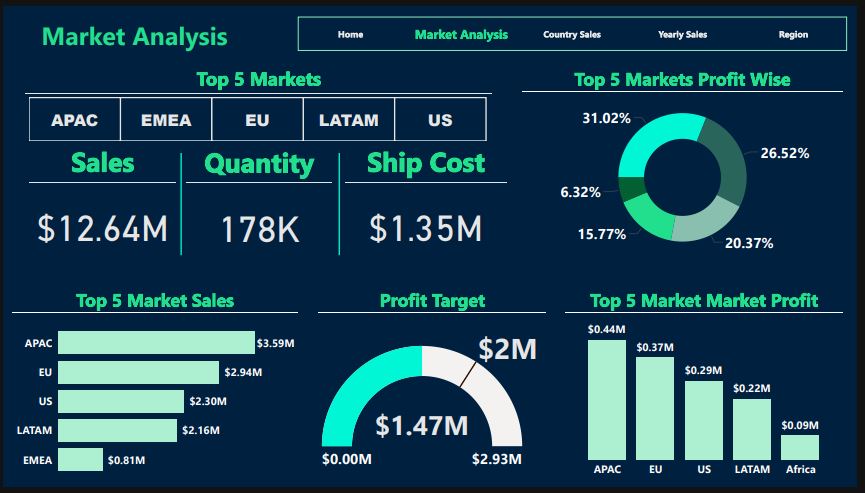 Market Analysis
Home
Market Analysis
Country Sales
Yearly Sales
Region
Top 5 Markets
APAC
EMEA
EU
LATAM
US
Sales
Quantity
Ship Cost
$12.64M
178K
$1.35M
Top 5 Markets Profit Wise
31.02%
26.52%
6.32%
15.77%
20.37%
Top 5 Market Sales
APAC $3.59M
EU $2.94M
US $2.30M
LATAM $2.16M
EMEA $0.81M
Profit Target
$2M
$1.47M
$0.00M
$2.93M
Top 5 Market Market Profit
$0.44M
$0.37M
$0.29M
$0.22M
$0.09M
APAC
EU
US
LATAM
Africa